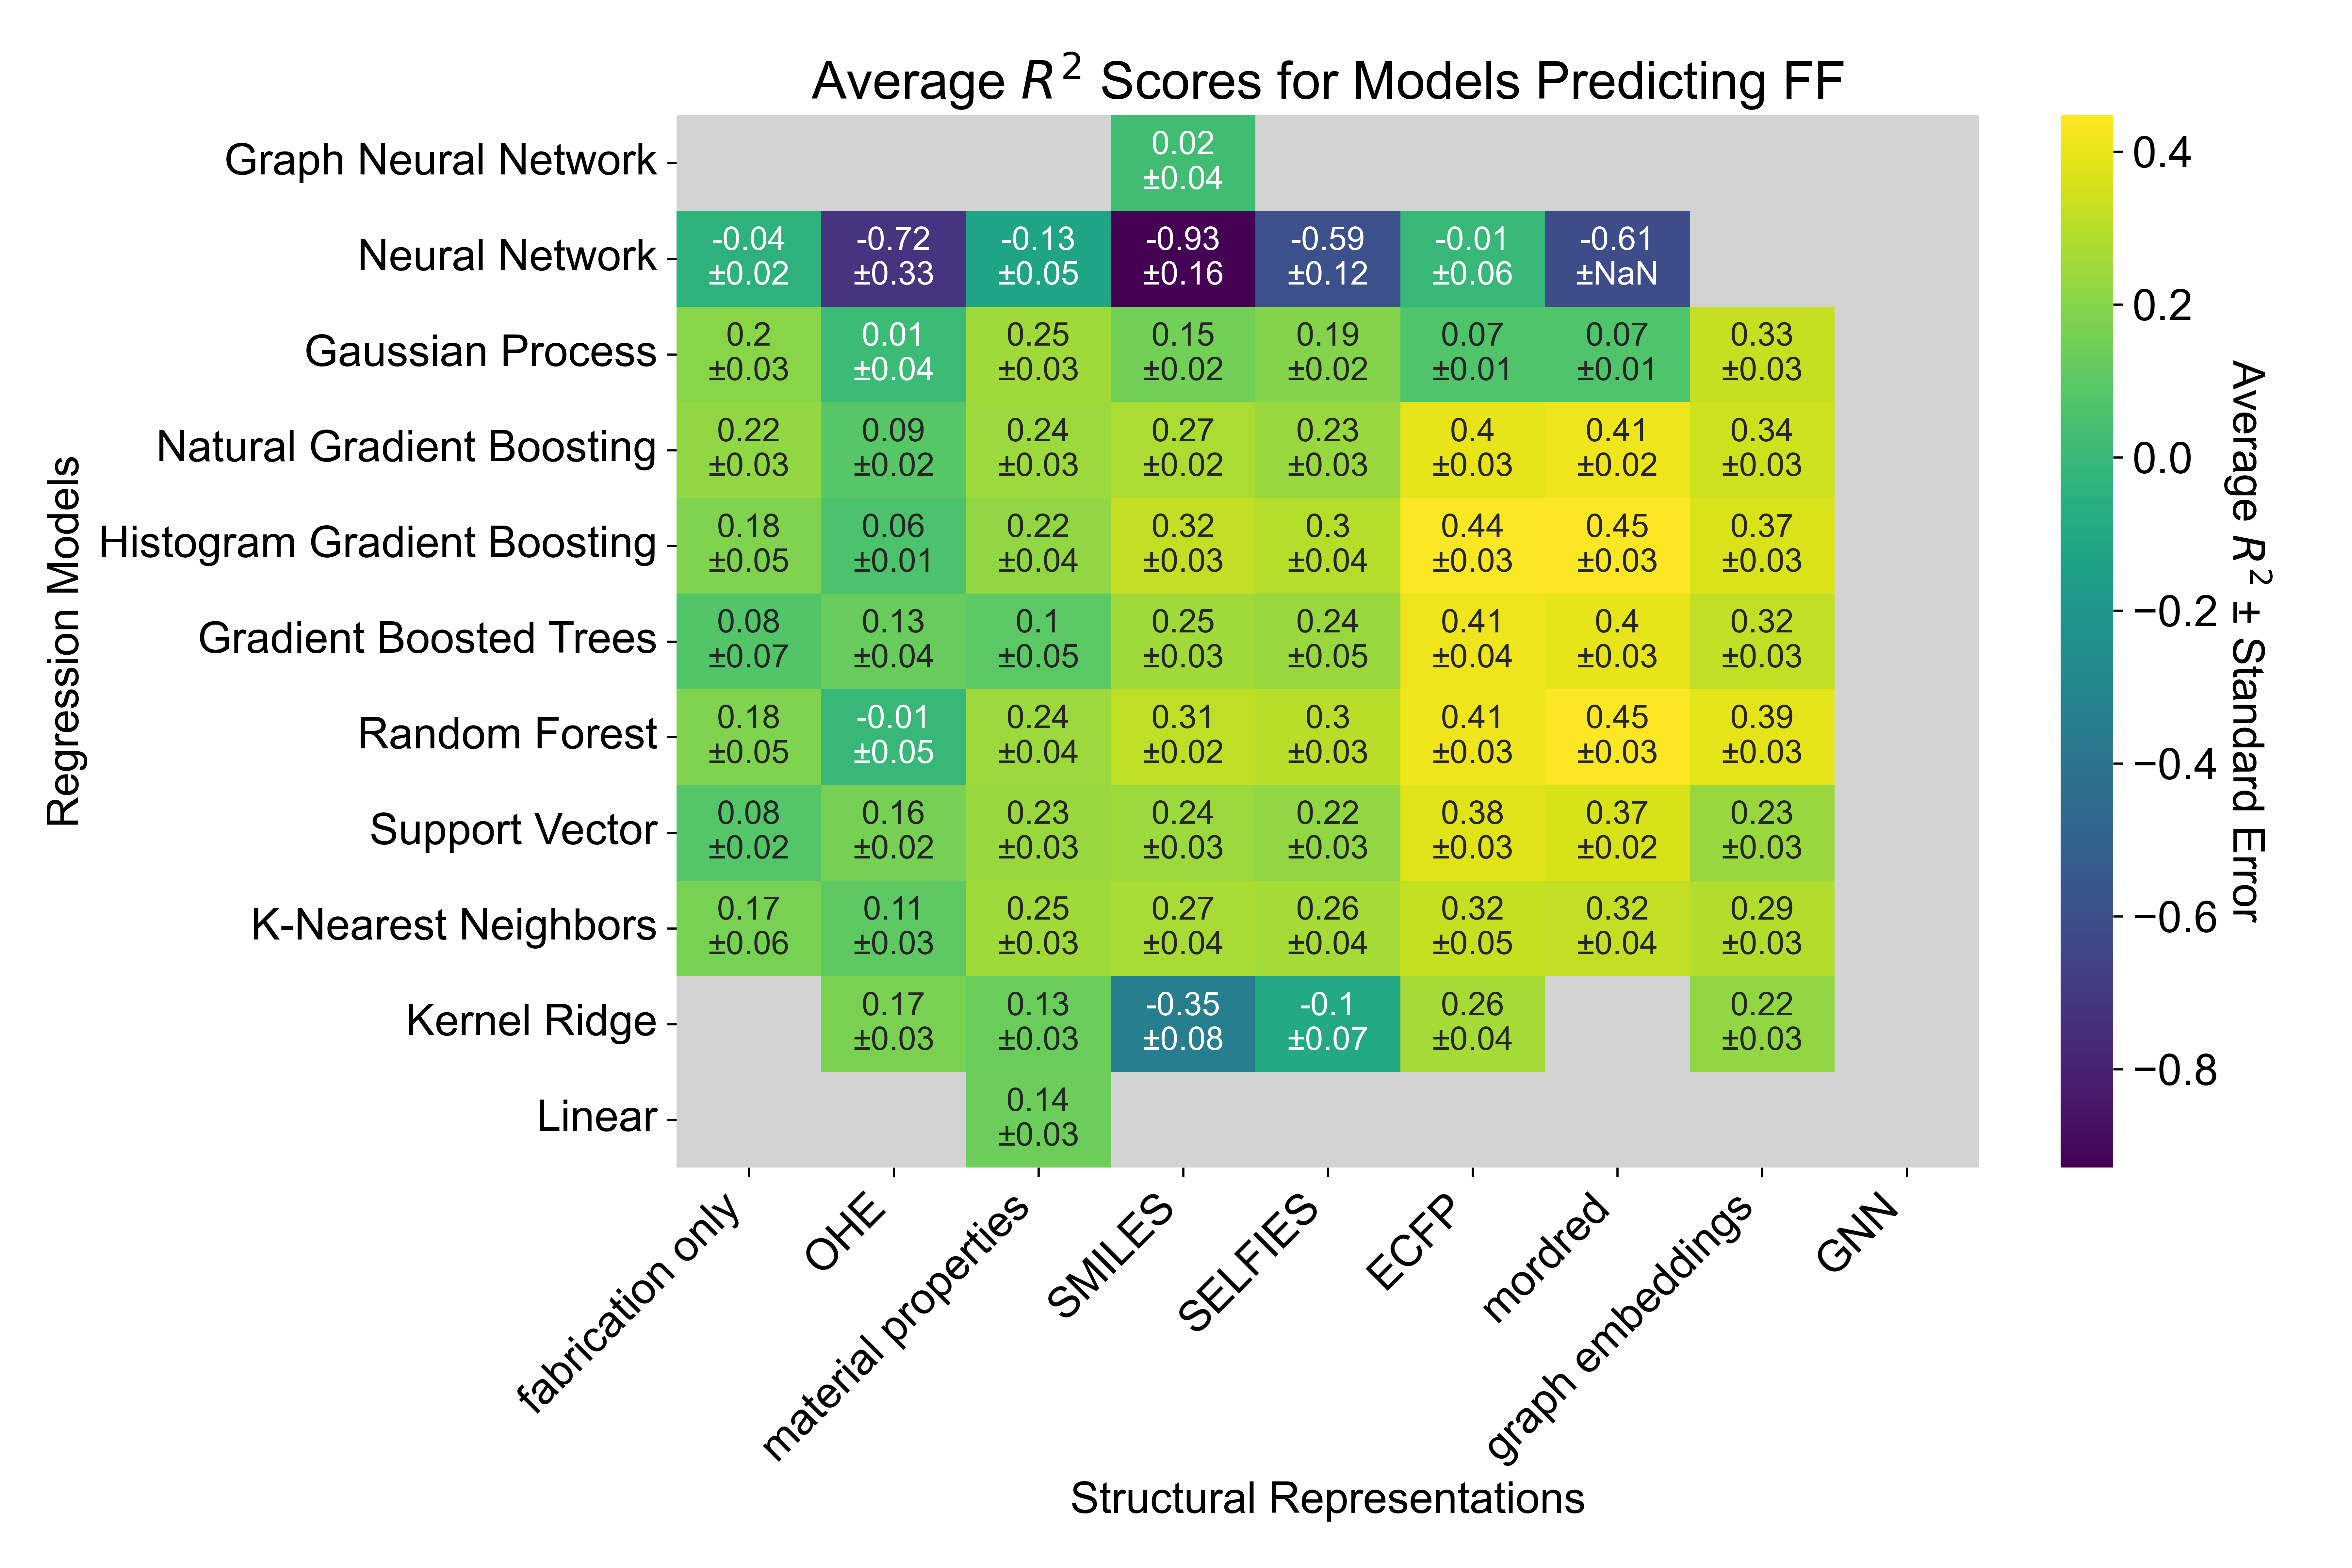 Average R² Scores for Models Predicting FF
Regression Models
Graph Neural Network
0.02
±0.04
Neural Network
-0.04 -0.72 -0.13 -0.93 -0.59 -0.01 -0.61
±0.02 ±0.33 ±0.05 ±0.16 ±0.12 ±0.06 ±NaN
Gaussian Process
0.2 0.01 0.25 0.15 0.19 0.07 0.07 0.33
±0.03 ±0.04 ±0.03 ±0.02 ±0.02 ±0.01 ±0.01 ±0.03
Natural Gradient Boosting
0.22 0.09 0.24 0.27 0.23 0.4 0.41 0.34
±0.03 ±0.02 ±0.03 ±0.02 ±0.03 ±0.03 ±0.02 ±0.03
Histogram Gradient Boosting
0.18 0.06 0.22 0.32 0.3 0.44 0.45 0.37
±0.05 ±0.01 ±0.04 ±0.03 ±0.04 ±0.03 ±0.03 ±0.03
Gradient Boosted Trees
0.08 0.13 0.1 0.25 0.24 0.41 0.4 0.32
±0.07 ±0.04 ±0.05 ±0.03 ±0.05 ±0.04 ±0.03 ±0.03
Random Forest
0.18 -0.01 0.24 0.31 0.3 0.41 0.45 0.39
±0.05 ±0.05 ±0.04 ±0.02 ±0.03 ±0.03 ±0.03 ±0.03
Support Vector
0.08 0.16 0.23 0.24 0.22 0.38 0.37 0.23
±0.02 ±0.02 ±0.03 ±0.03 ±0.03 ±0.03 ±0.02 ±0.03
K-Nearest Neighbors
0.17 0.11 0.25 0.27 0.26 0.32 0.32 0.29
±0.06 ±0.03 ±0.03 ±0.04 ±0.04 ±0.05 ±0.04 ±0.03
Kernel Ridge
0.17 0.13 -0.35 -0.1 0.26 0.22
±0.03 ±0.03 ±0.08 ±0.07 ±0.04 ±0.03
Linear
0.14
±0.03
fabrication only
OHE
material properties
SMILES
SELFIES
ECFP
mordred
graph embeddings
GNN
Structural Representations
0.4
0.2
0.0
−0.2
−0.4
−0.6
−0.8
Average R² ± Standard Error